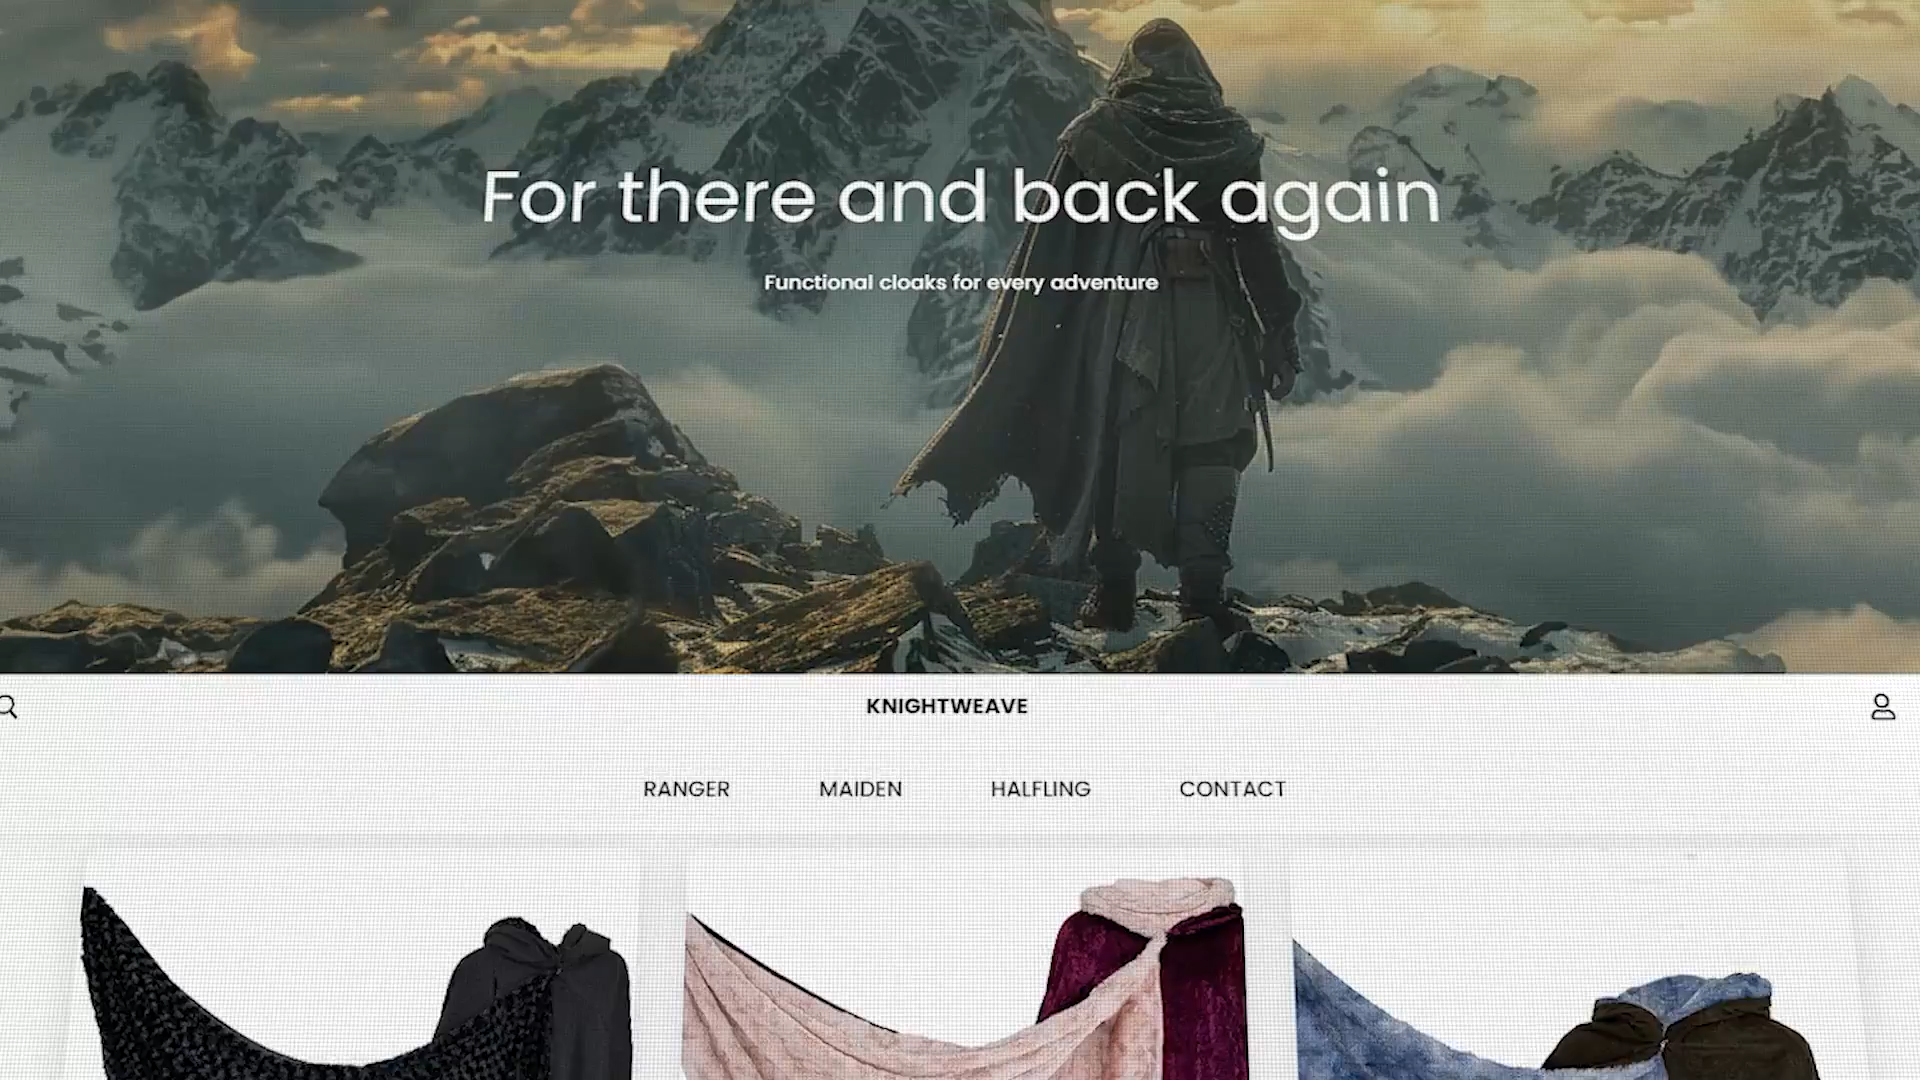 For there and back again
Functional cloaks for every adventure
KNIGHTWEAVE
RANGER
MAIDEN
HALFLING
CONTACT